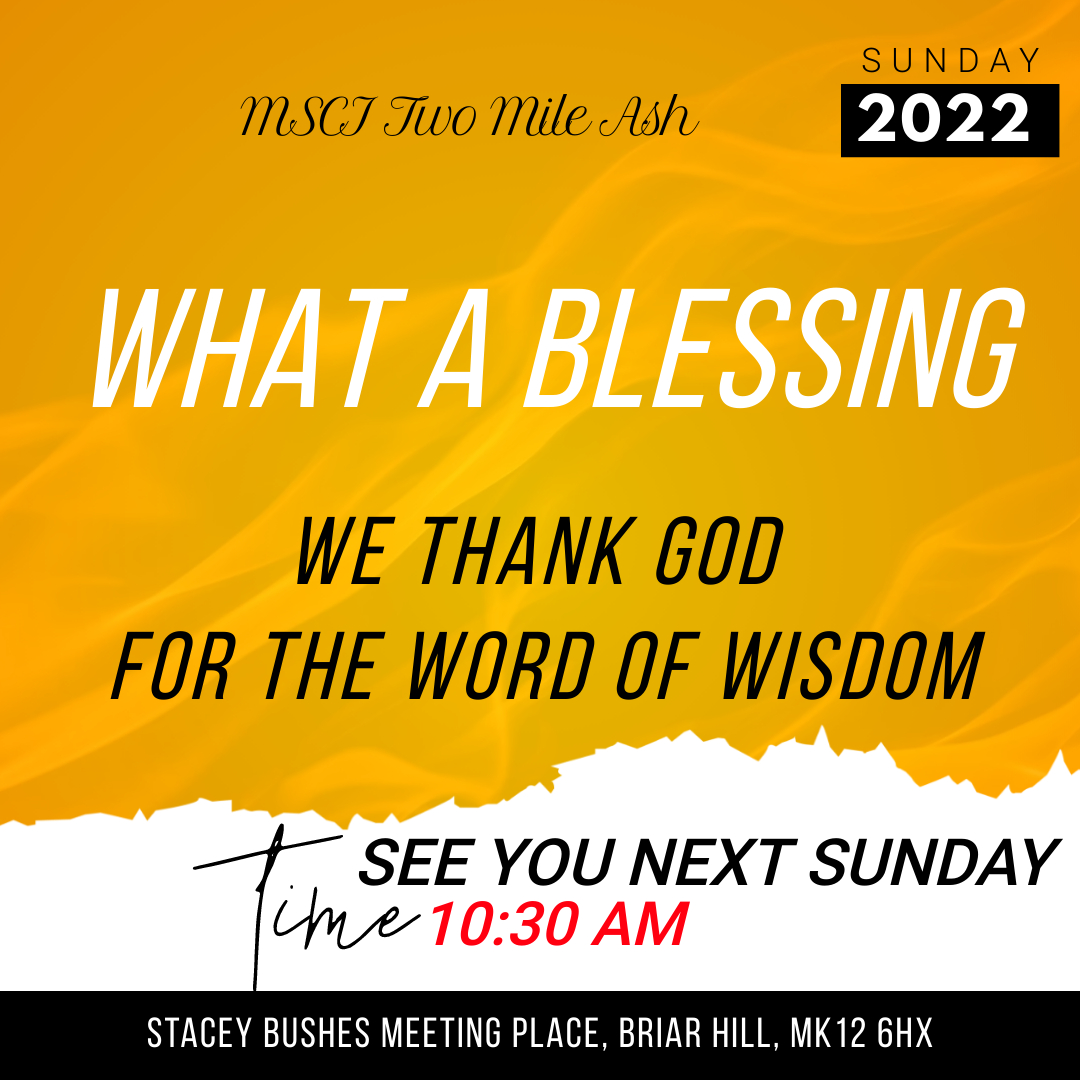 SUNDAY
2022
MSCI Two Mile Ash
WHAT A BLESSING
WE THANK GOD
FOR THE WORD OF WISDOM
SEE YOU NEXT SUNDAY
Time 10:30 AM
STACEY BUSHES MEETING PLACE, BRIAR HILL, MK12 6HX